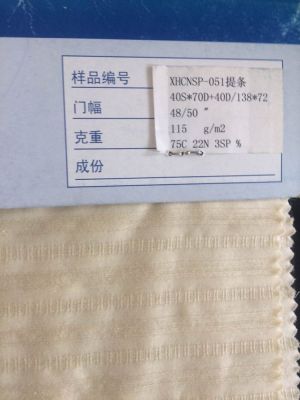 样品编号 XHCNSP-051提条
40S*70D+40D/138*72
门幅 48/50 "
克重 115 g/m2
成份 75C 22N 3SP %